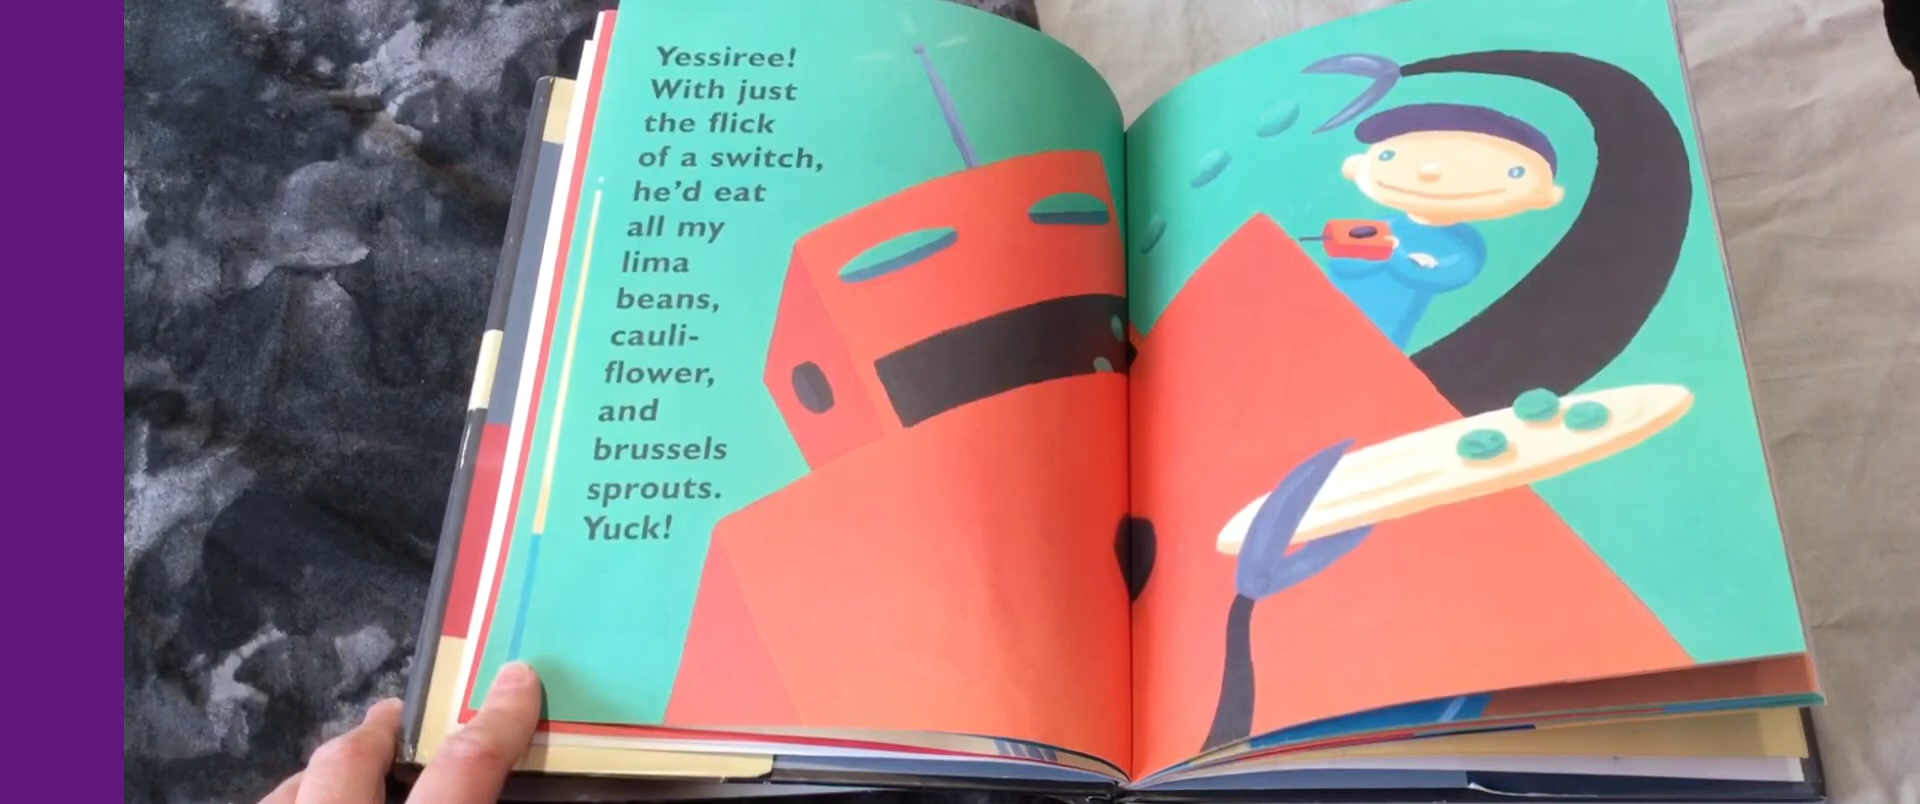 Yessiree!
With just
the flick
of a switch,
he'd eat
all my
lima
beans,
cauli-
flower,
and
brussels
sprouts.
Yuck!